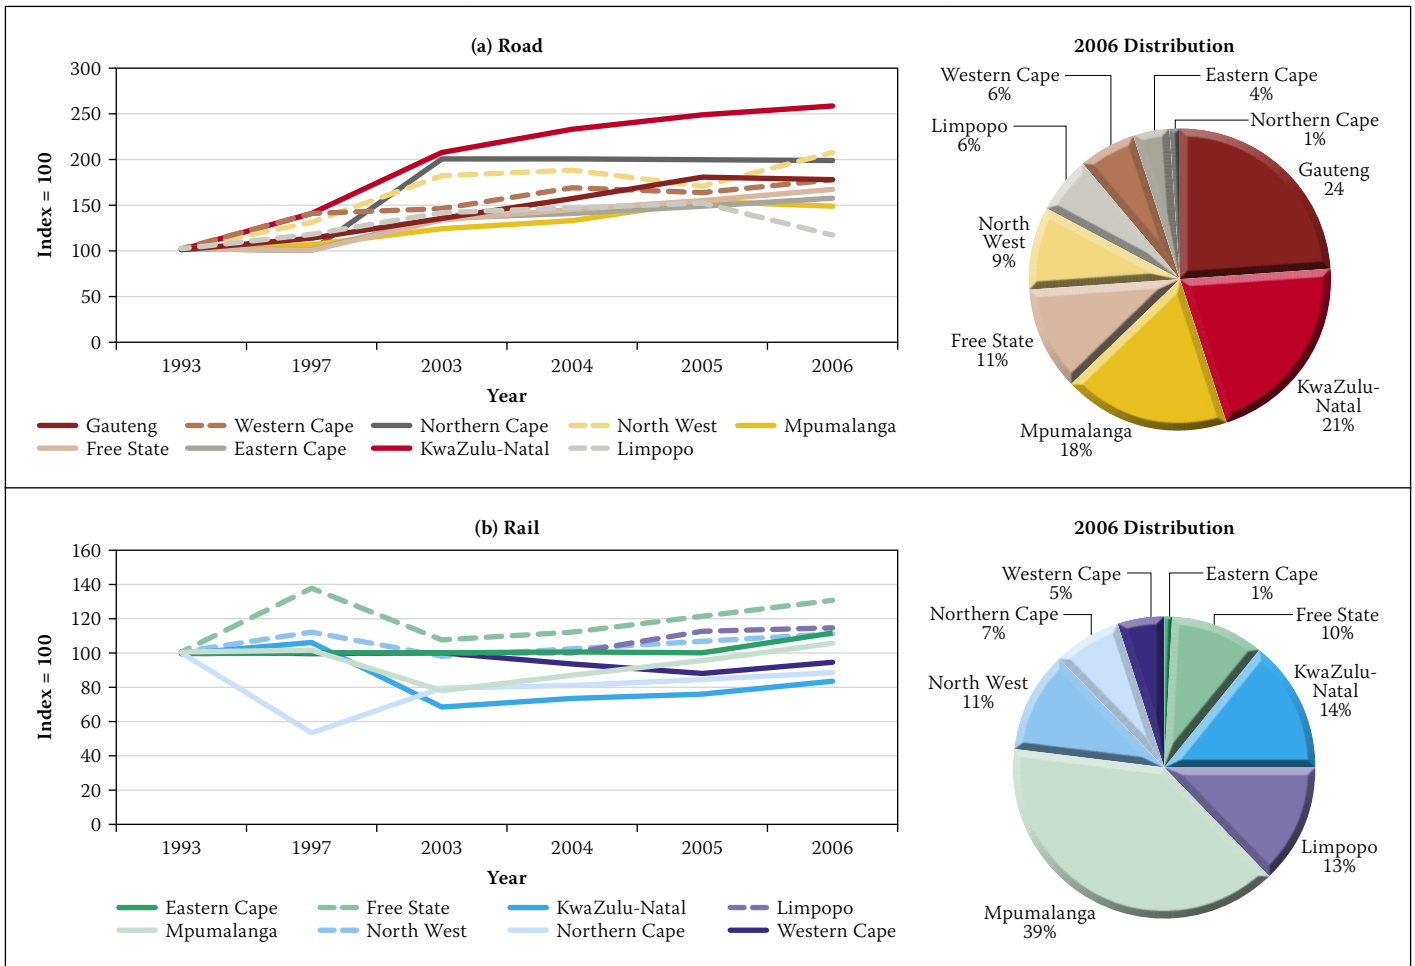 (a) Road
300
250
200
150
100
50
0
Index = 100
1993 1997 2003 2004 2005 2006
Year
Gauteng Western Cape Northern Cape North West Mpumalanga
Free State Eastern Cape KwaZulu-Natal Limpopo
2006 Distribution
Western Cape
6%
Eastern Cape
4%
Limpopo
6%
Northern Cape
1%
Gauteng
24
North
West
9%
Free State
11%
KwaZulu-
Natal
21%
Mpumalanga
18%
(b) Rail
160
140
120
100
80
60
40
20
0
Index = 100
1993 1997 2003 2004 2005 2006
Year
Eastern Cape Free State KwaZulu-Natal Limpopo
Mpumalanga North West Northern Cape Western Cape
2006 Distribution
Western Cape
5%
Eastern Cape
1%
Northern Cape
7%
Free State
10%
North West
11%
KwaZulu-
Natal
14%
Limpopo
13%
Mpumalanga
39%